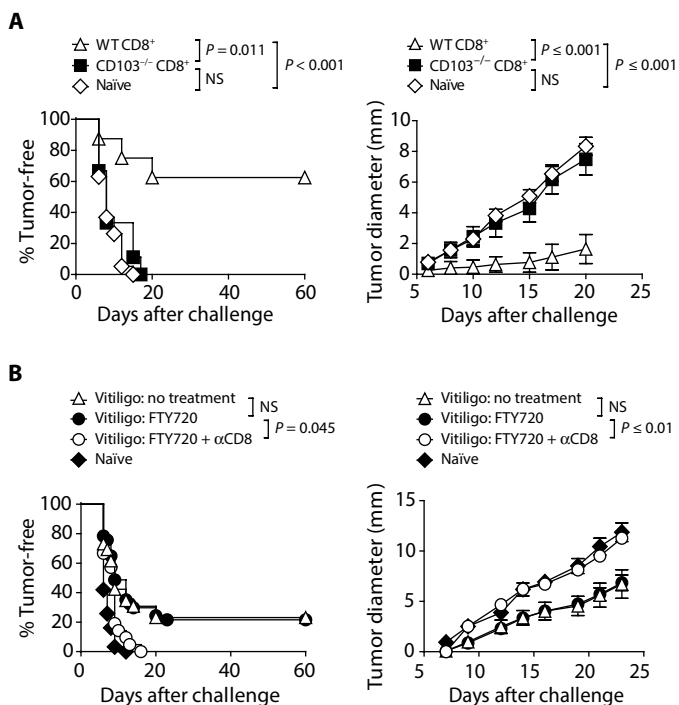 A
WT CD8⁺
CD103⁻/⁻ CD8⁺
Naïve
P = 0.011
NS
P < 0.001
100
80
60
40
20
0
% Tumor-free
0 20 40 60
Days after challenge
WT CD8⁺
CD103⁻/⁻ CD8⁺
Naïve
P ≤ 0.001
NS
P ≤ 0.001
8
6
4
2
0
Tumor diameter (mm)
5 10 15 20 25
Days after challenge
B
Vitiligo: no treatment
Vitiligo: FTY720
Vitiligo: FTY720 + αCD8
Naïve
NS
P = 0.045
100
80
60
40
20
0
% Tumor-free
0 20 40 60
Days after challenge
Vitiligo: no treatment
Vitiligo: FTY720
Vitiligo: FTY720 + αCD8
Naïve
NS
P ≤ 0.01
15
10
5
0
Tumor diameter (mm)
5 10 15 20 25
Days after challenge